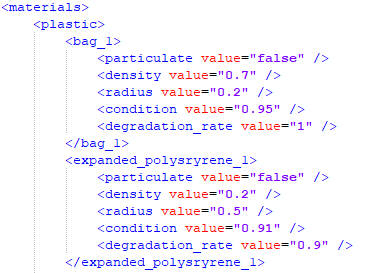 <materials>
<plastic>
<bag_1>
<particulate value="false" />
<density value="0.7" />
<radius value="0.2" />
<condition value="0.95" />
<degradation_rate value="1" />
</bag_1>
<expanded_polysryrene_1>
<particulate value="false" />
<density value="0.2" />
<radius value="0.5" />
<condition value="0.91" />
<degradation_rate value="0.9" />
</expanded_polysryrene_1>